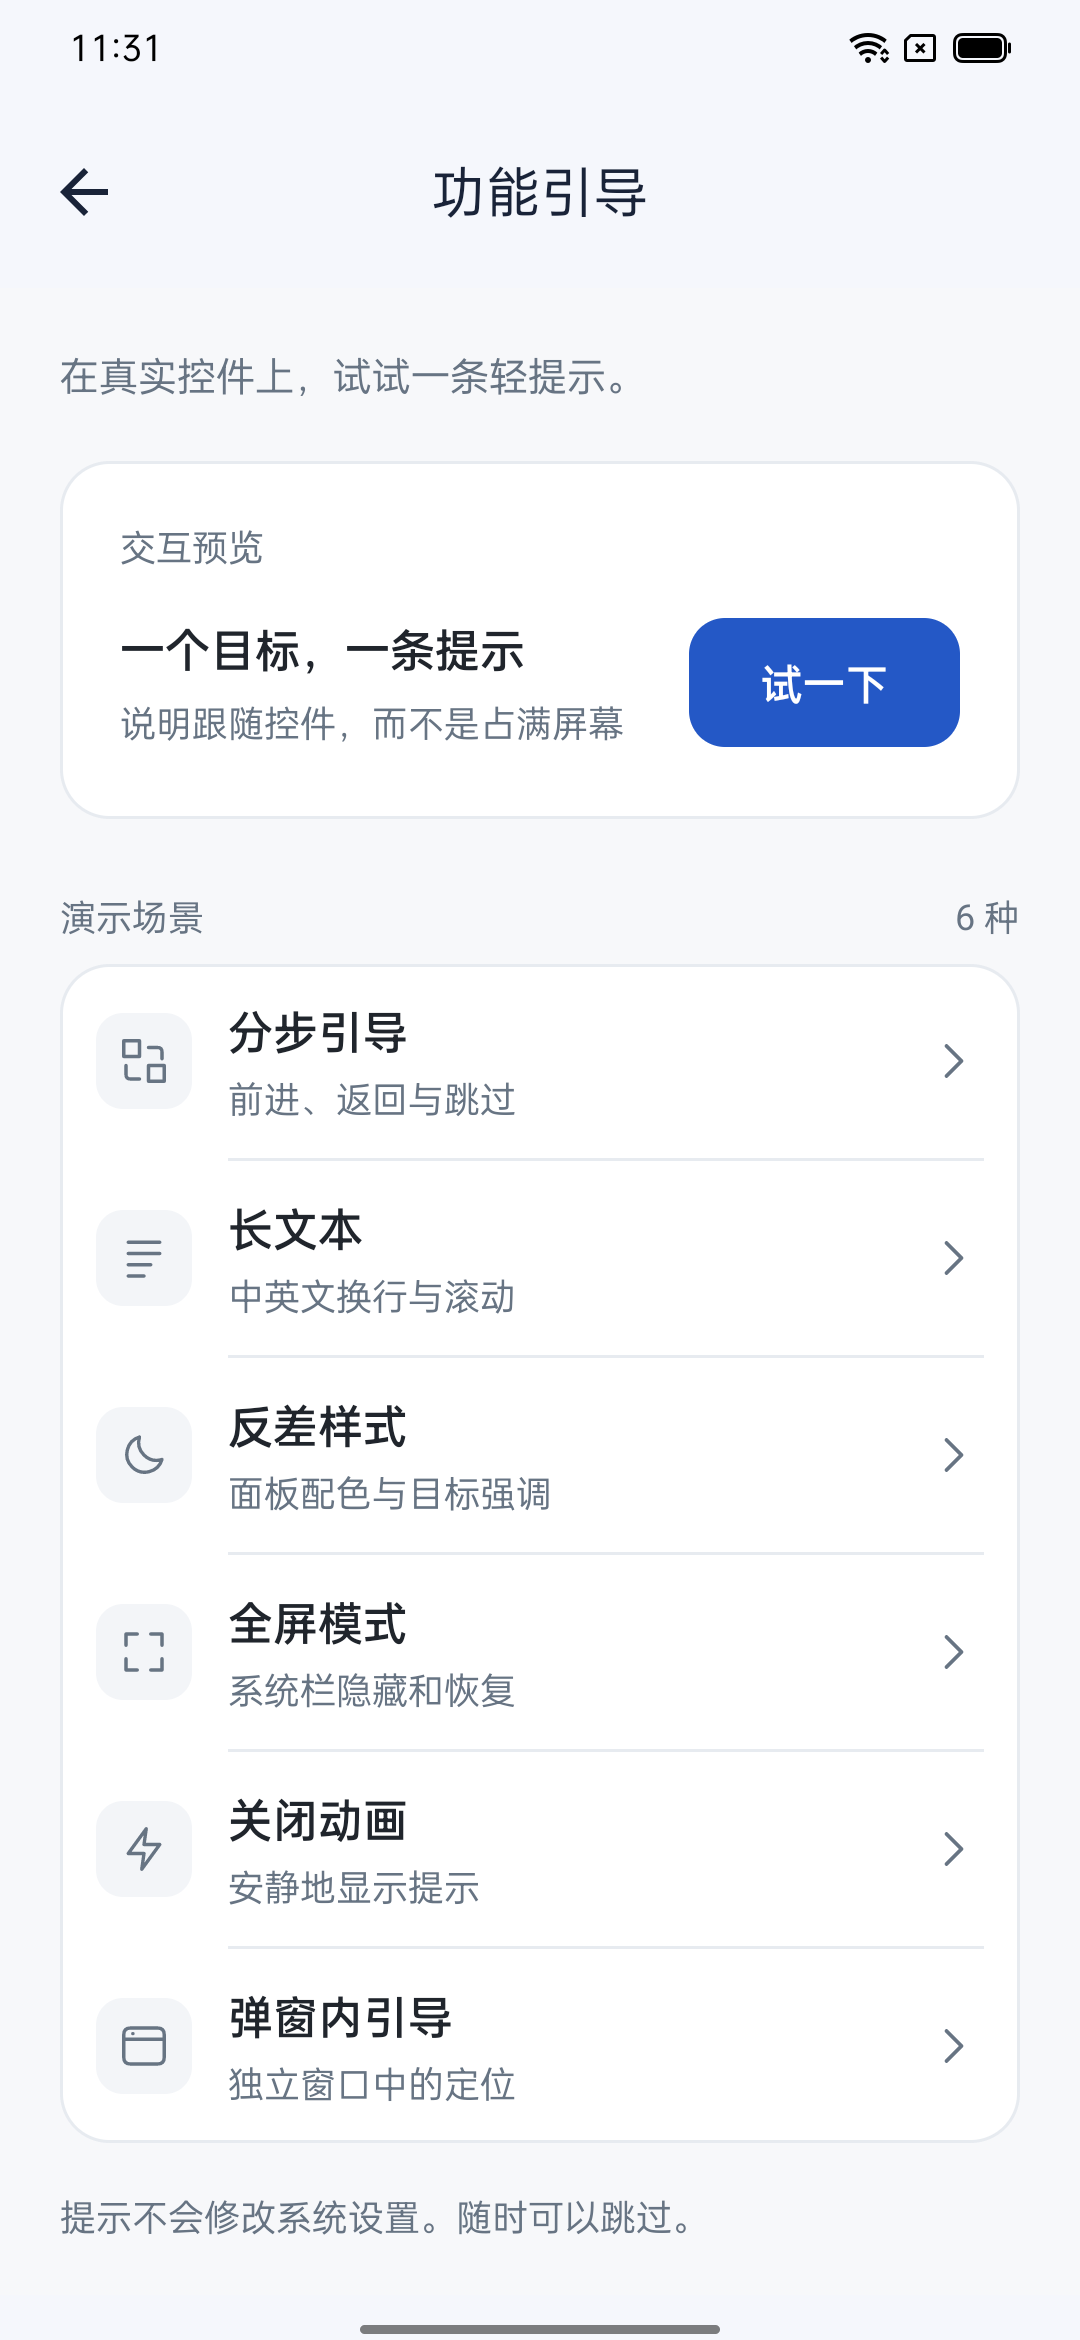 11:31
功能引导
在真实控件上，试试一条轻提示。
交互预览
一个目标，一条提示
说明跟随控件，而不是占满屏幕
试一下
演示场景
6 种
分步引导
前进、返回与跳过
长文本
中英文换行与滚动
反差样式
面板配色与目标强调
全屏模式
系统栏隐藏和恢复
关闭动画
安静地显示提示
弹窗内引导
独立窗口中的定位
提示不会修改系统设置。随时可以跳过。